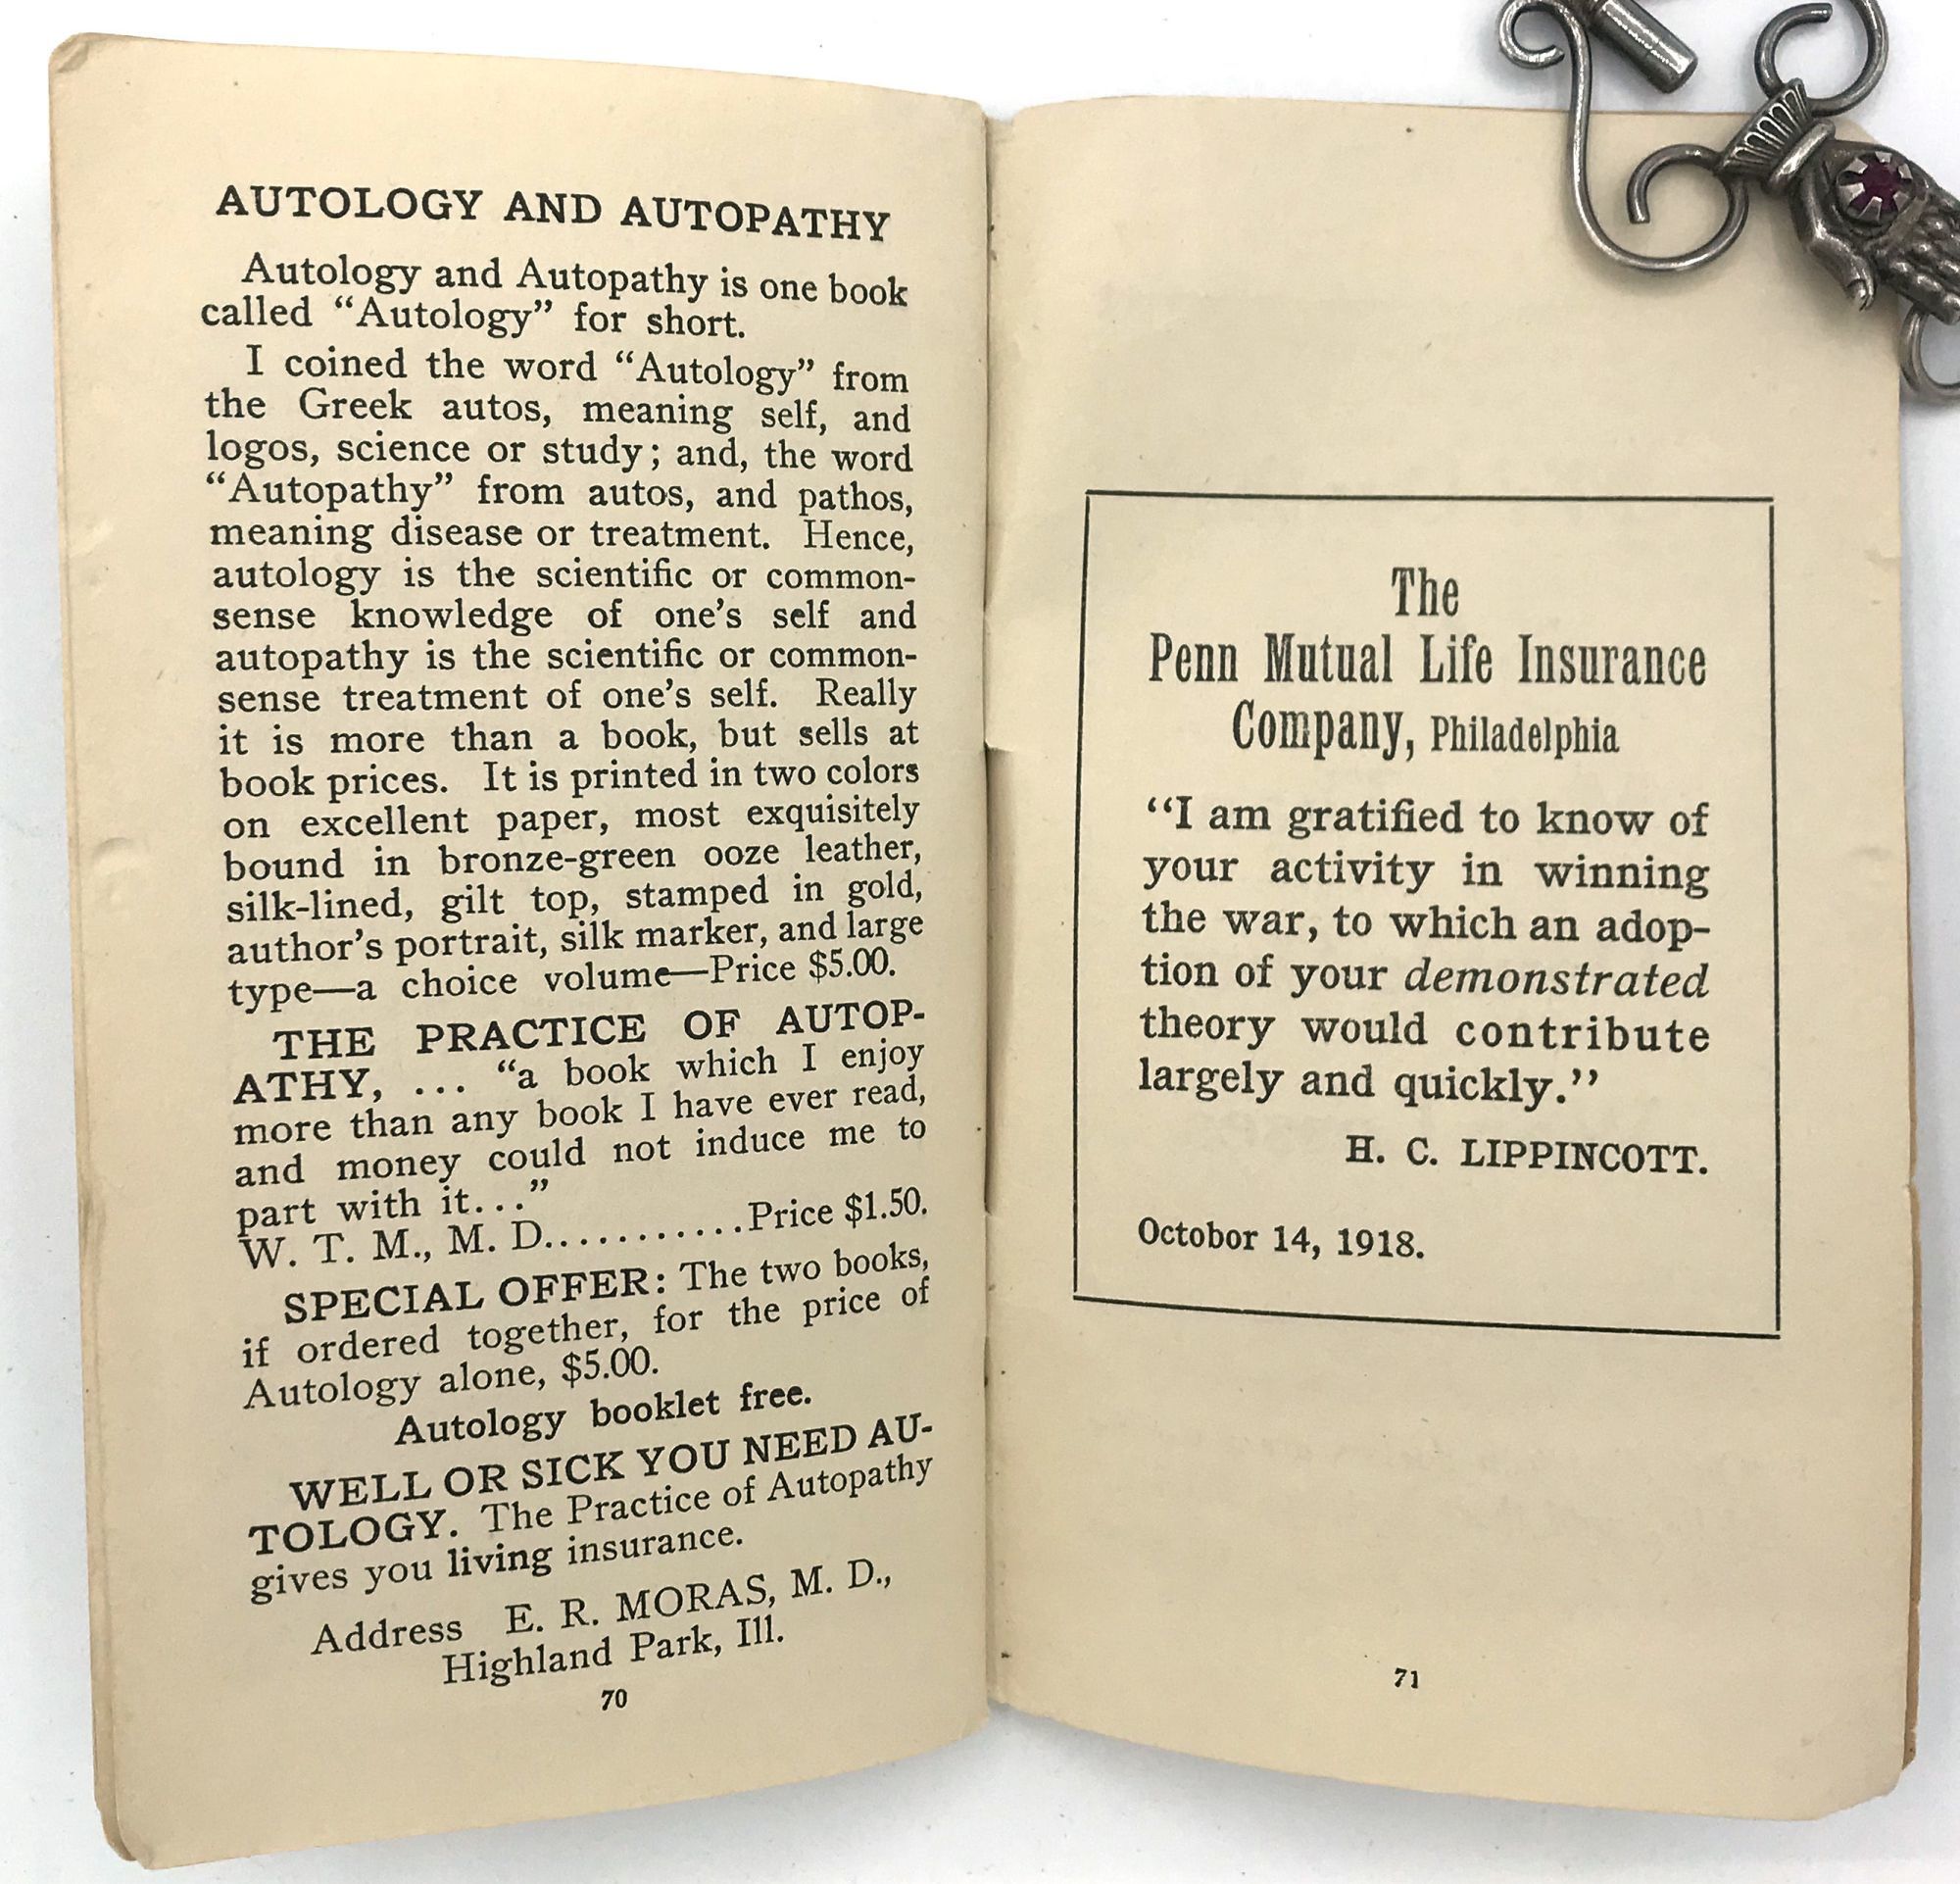 AUTOLOGY AND AUTOPATHY
Autology and Autopathy is one book
called “Autology” for short.
I coined the word “Autology” from
the Greek autos, meaning self, and
logos, science or study; and, the word
“Autopathy” from autos, and pathos,
meaning disease or treatment. Hence,
autology is the scientific or common-
sense knowledge of one’s self and
autopathy is the scientific or common-
sense treatment of one’s self. Really
it is more than a book, but sells at
book prices. It is printed in two colors
on excellent paper, most exquisitely
bound in bronze-green ooze leather,
silk-lined, gilt top, stamped in gold,
author’s portrait, silk marker, and large
type—a choice volume—Price $5.00.
THE PRACTICE OF AUTOP-
ATHY, ... “a book which I enjoy
more than any book I have ever read,
and money could not induce me to
part with it...”
W. T. M., M. D...........Price $1.50.
SPECIAL OFFER: The two books,
if ordered together, for the price of
Autology alone, $5.00.
Autology booklet free.
WELL OR SICK YOU NEED AU-
TOLOGY. The Practice of Autopathy
gives you living insurance.
Address E. R. MORAS, M. D.,
Highland Park, Ill.
70
The
Penn Mutual Life Insurance
Company, Philadelphia
“I am gratified to know of
your activity in winning
the war, to which an adop-
tion of your demonstrated
theory would contribute
largely and quickly.”
H. C. LIPPINCOTT.
Octobor 14, 1918.
71